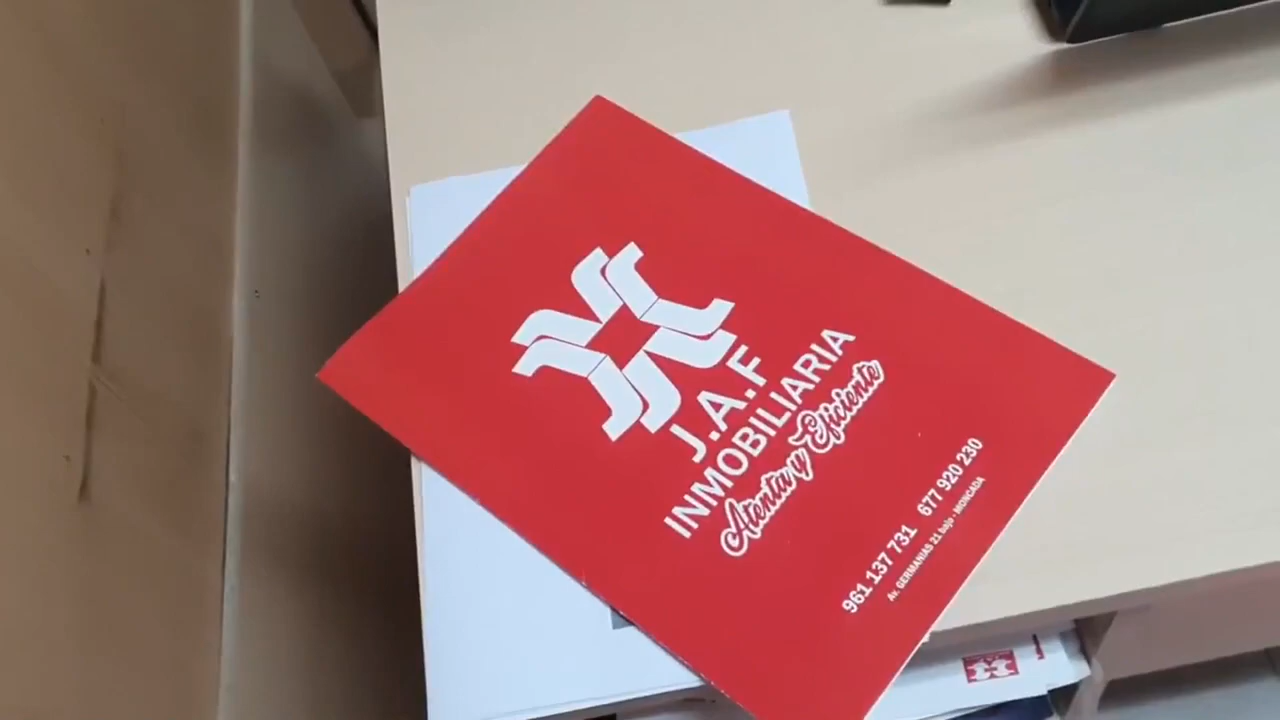 J.A.F
INMOBILIARIA
Atenta y Eficiente
961 137 731 677 920 230
Av. GERMANIAS 21 bajo - MONCADA